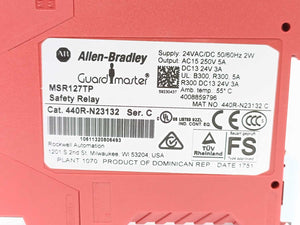 AB Allen-Bradley
Guardmaster
MSR127TP
Safety Relay
Cat. 440R-N23132 Ser. C
Supply: 24VAC/DC 50/60Hz 2W
Output: AC15 250V 5A
DC13 24V 3A
UL: B300, R300, 5A
R300 DC13 24V 3A
Amb. temp. 55° C
4008859796
MAT NO. 440R-N23132 C
Rockwell Automation
1201 S 2nd St. Milwaukee, WI 53204, USA
PLANT 1070 PRODUCT OF DOMINICAN REP. DATE 1751
LISTED
TÜV
Rheinland
FS